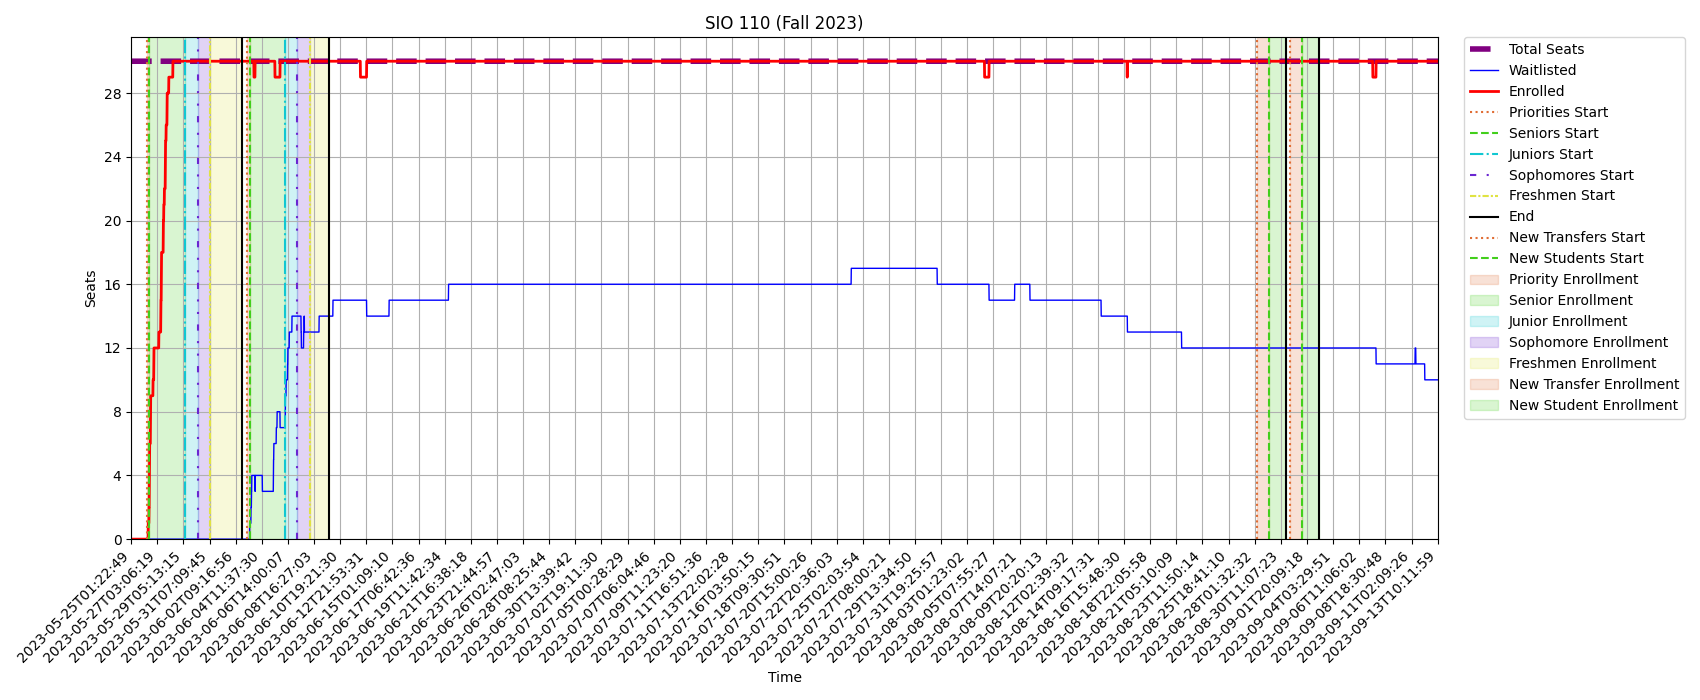 SIO 110 (Fall 2023)
Seats
28
24
20
16
12
8
4
0
2023-05-25T01:22:49
2023-05-27T03:06:19
2023-05-29T05:13:15
2023-05-31T07:09:45
2023-06-02T09:16:56
2023-06-04T11:37:30
2023-06-06T14:00:07
2023-06-08T16:27:03
2023-06-10T19:21:30
2023-06-12T21:53:31
2023-06-15T01:09:10
2023-06-17T06:42:36
2023-06-19T11:42:34
2023-06-21T16:38:18
2023-06-23T21:44:57
2023-06-26T02:47:03
2023-06-28T08:25:44
2023-06-30T13:39:42
2023-07-02T19:11:30
2023-07-05T00:28:29
2023-07-07T06:04:46
2023-07-09T11:23:20
2023-07-11T16:51:36
2023-07-13T22:02:28
2023-07-16T03:50:15
2023-07-18T09:30:51
2023-07-20T15:00:26
2023-07-22T20:36:03
2023-07-25T02:03:54
2023-07-27T08:00:21
2023-07-29T13:34:50
2023-07-31T19:25:57
2023-08-03T01:23:02
2023-08-05T07:55:27
2023-08-07T14:07:21
2023-08-09T20:20:13
2023-08-12T02:39:32
2023-08-14T09:17:31
2023-08-16T15:48:30
2023-08-18T22:05:58
2023-08-21T05:10:09
2023-08-23T11:50:14
2023-08-25T18:41:10
2023-08-28T01:32:32
2023-08-30T11:07:23
2023-09-01T20:09:18
2023-09-04T03:29:51
2023-09-06T11:06:02
2023-09-08T18:30:48
2023-09-11T02:09:26
2023-09-13T10:11:59
Time
Total Seats
Waitlisted
Enrolled
Priorities Start
Seniors Start
Juniors Start
Sophomores Start
Freshmen Start
End
New Transfers Start
New Students Start
Priority Enrollment
Senior Enrollment
Junior Enrollment
Sophomore Enrollment
Freshmen Enrollment
New Transfer Enrollment
New Student Enrollment